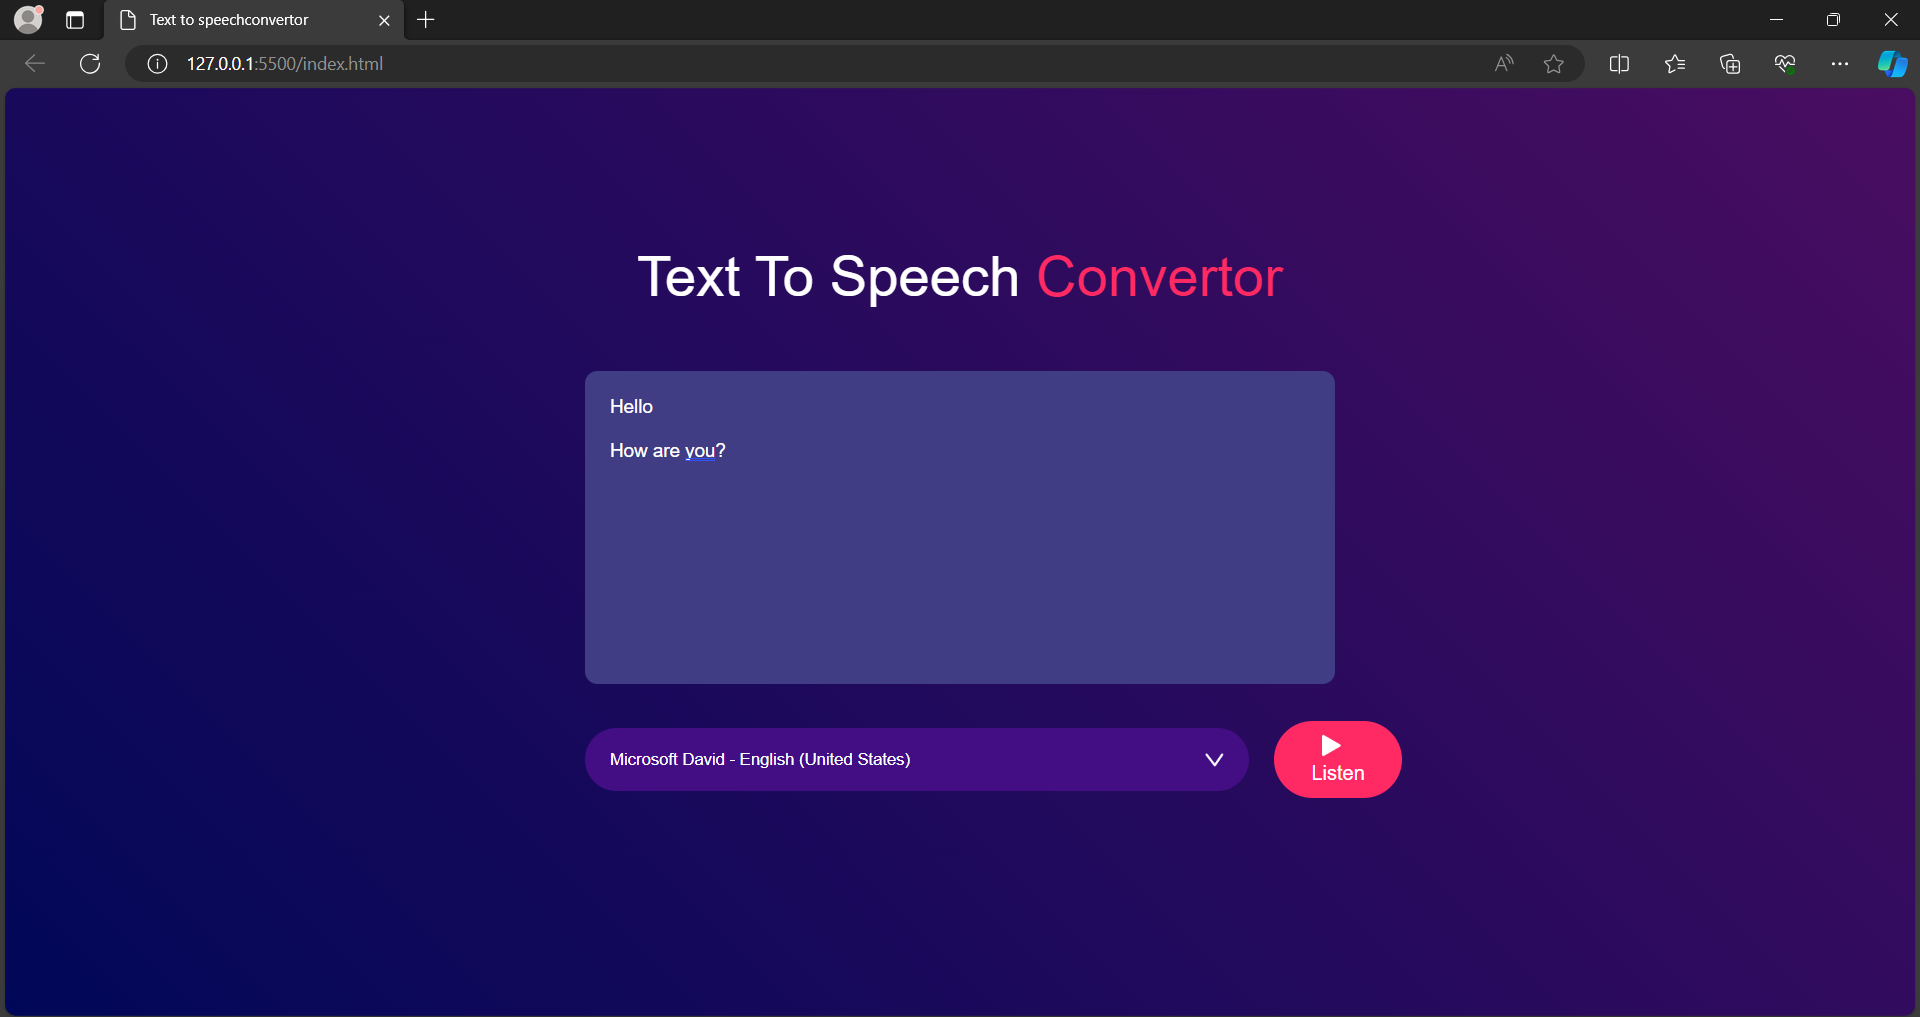 Text to speechconvertor
127.0.0.1:5500/index.html
Text To Speech Convertor
Hello
How are you?
Microsoft David - English (United States)
Listen